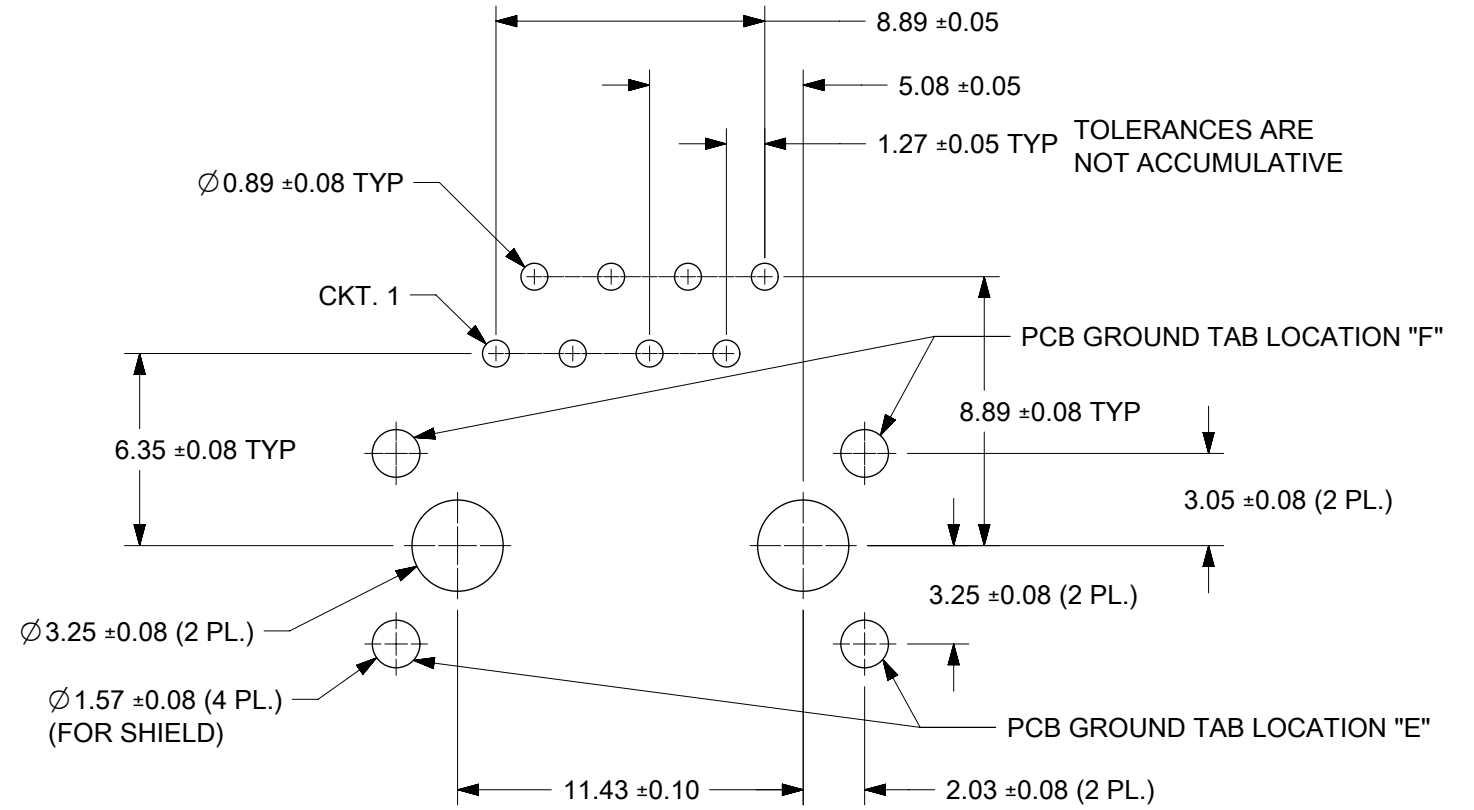 8.89 ±0.05
5.08 ±0.05
1.27 ±0.05 TYP
TOLERANCES ARE
NOT ACCUMULATIVE
∅0.89 ±0.08 TYP
CKT. 1
PCB GROUND TAB LOCATION "F"
8.89 ±0.08 TYP
6.35 ±0.08 TYP
3.05 ±0.08 (2 PL.)
3.25 ±0.08 (2 PL.)
∅3.25 ±0.08 (2 PL.)
∅1.57 ±0.08 (4 PL.)
(FOR SHIELD)
PCB GROUND TAB LOCATION "E"
11.43 ±0.10
2.03 ±0.08 (2 PL.)